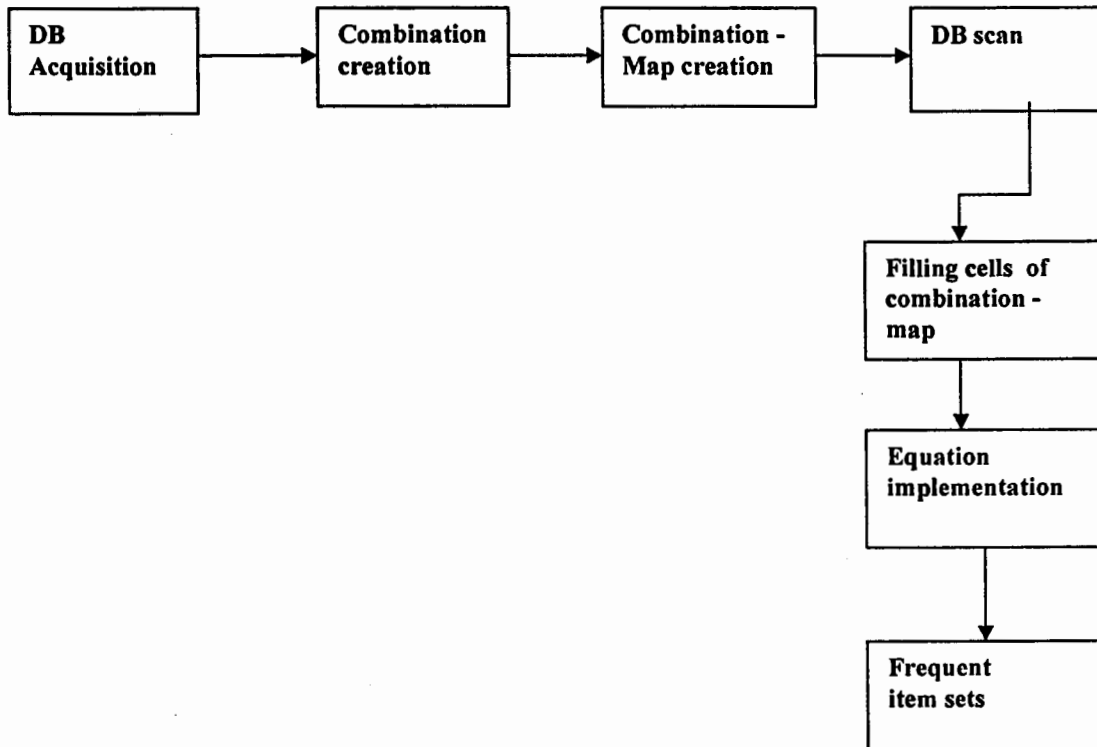 DB
Acquisition
Combination
creation
Combination -
Map creation
DB scan
Filling cells of
combination -
map
Equation
implementation
Frequent
item sets